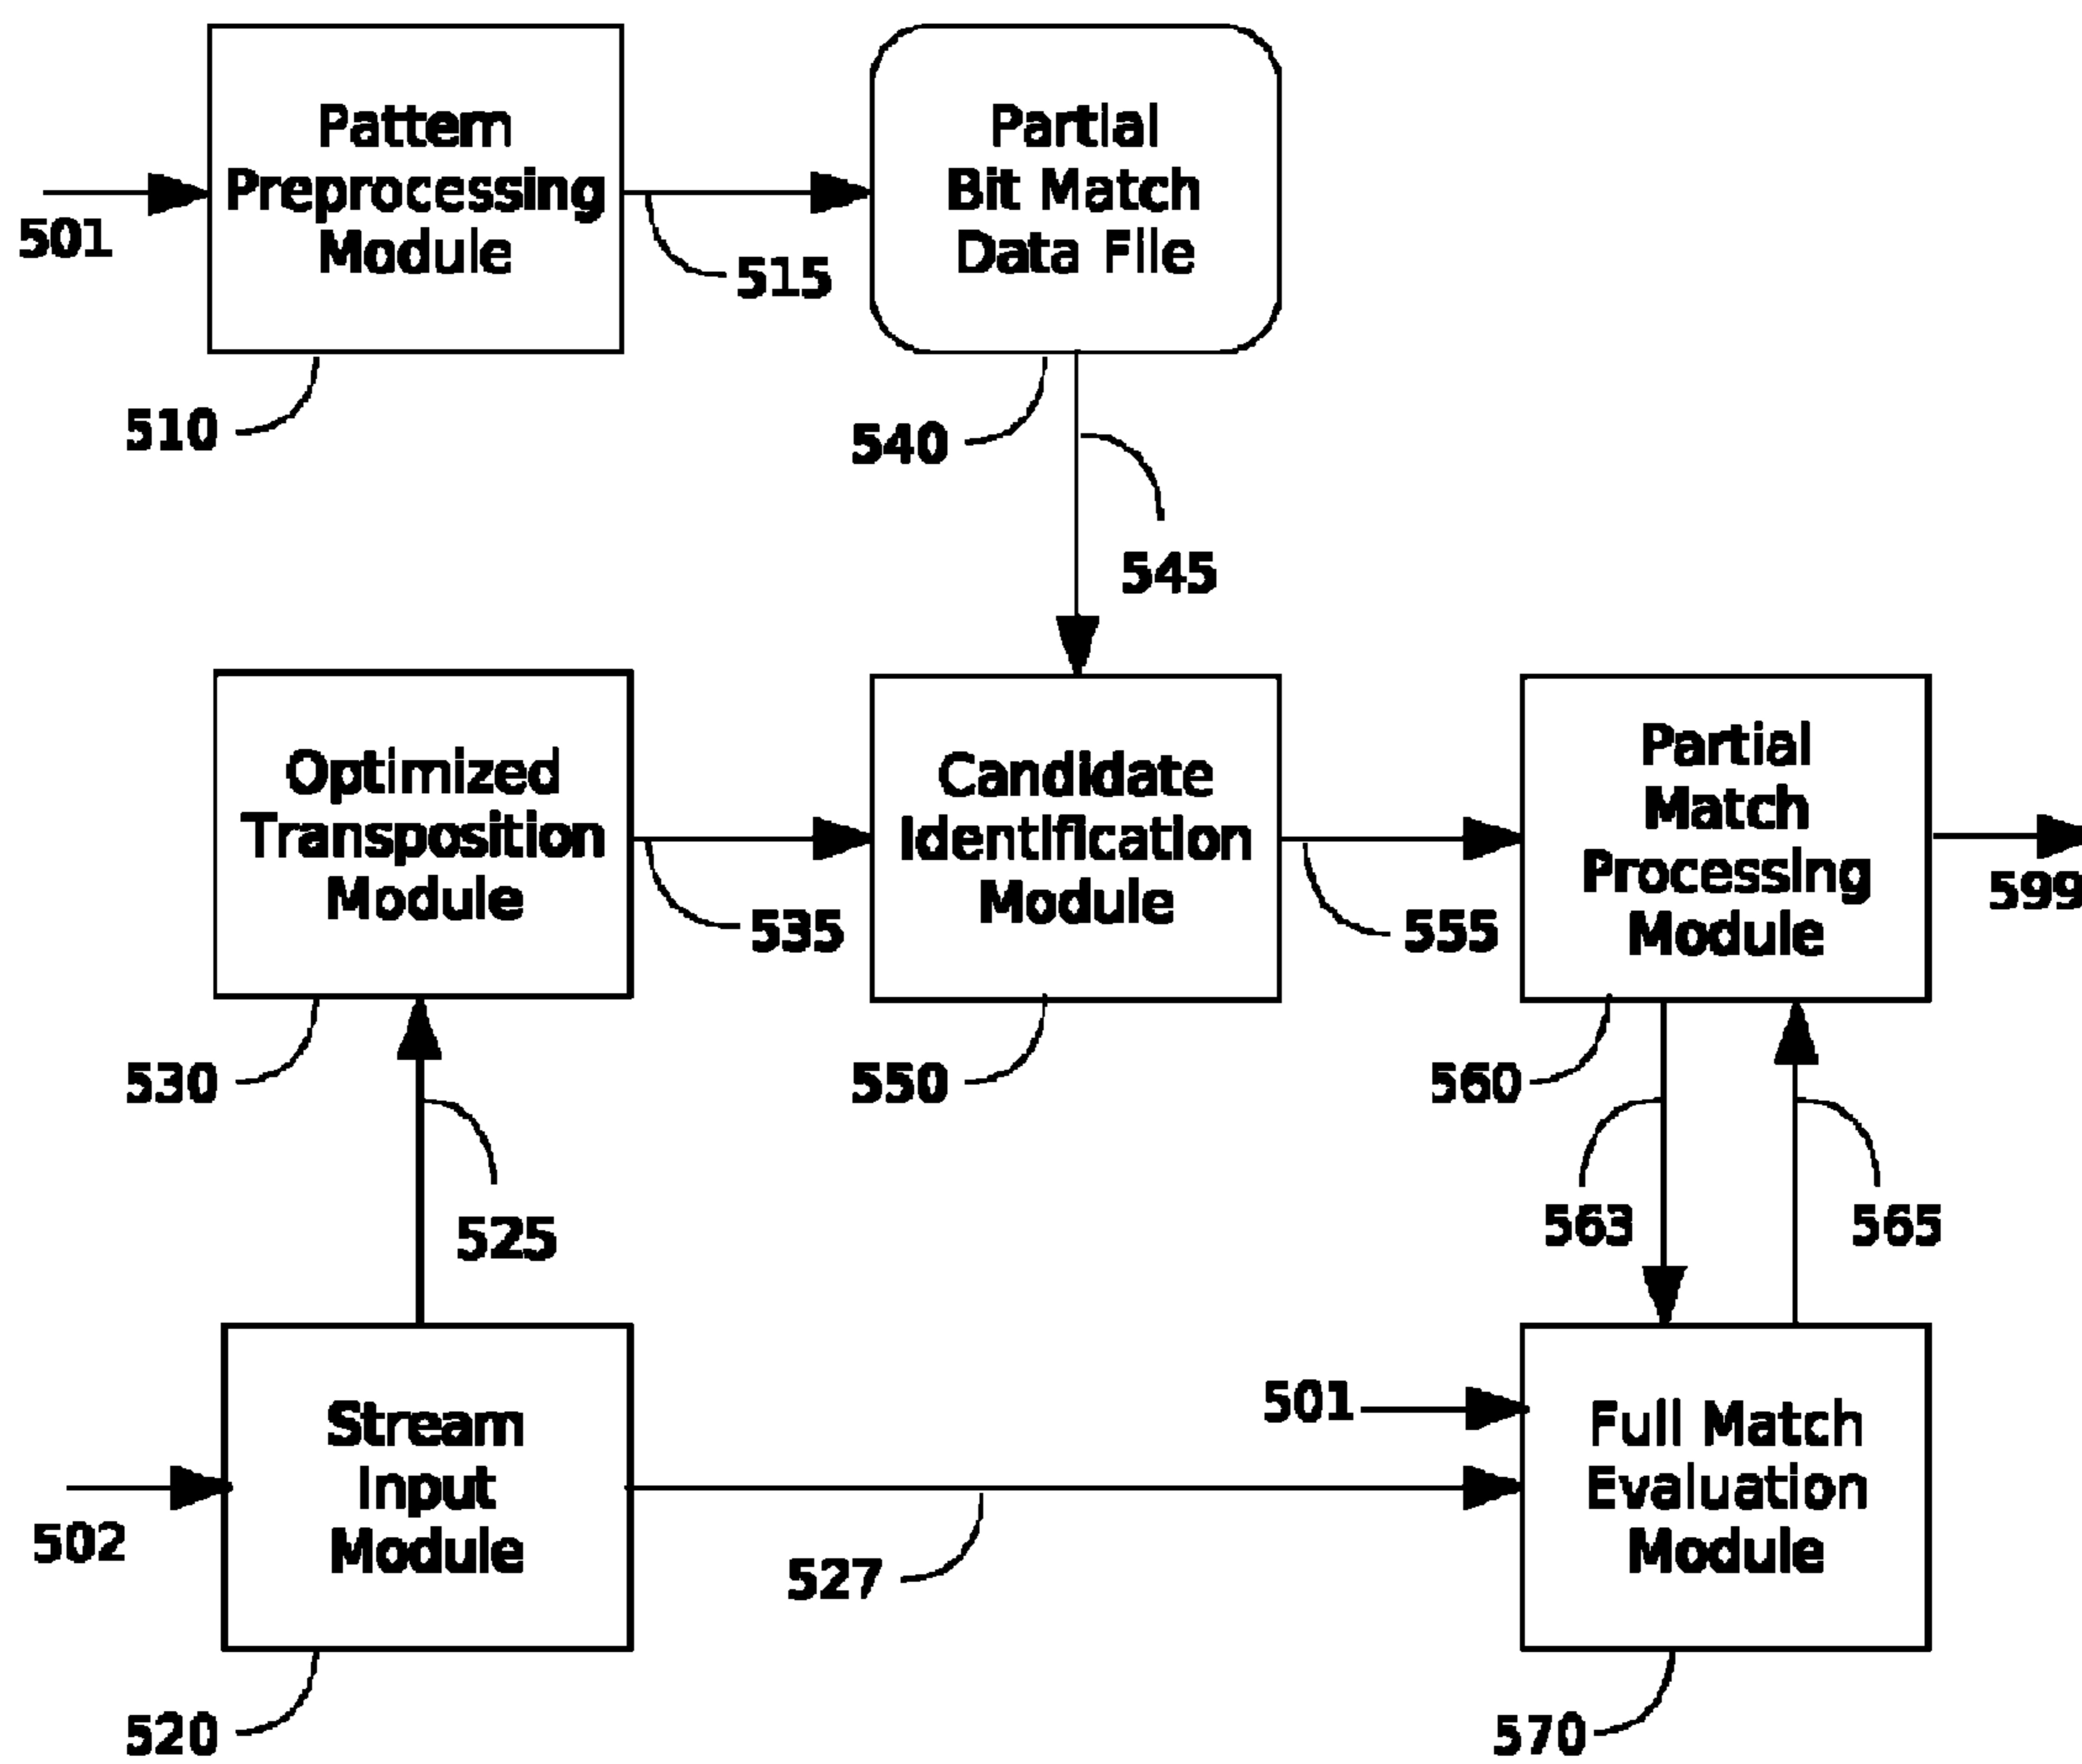 Pattern
Preprocessing
Module
Partial
Bit Match
Data File
501
515
510
540
545
Optimized
Transposition
Module
Candidate
Identification
Module
Partial
Match
Processing
Module
535
555
599
530
550
560
525
563
565
Stream
Input
Module
501
Full Match
Evaluation
Module
502
527
520
570